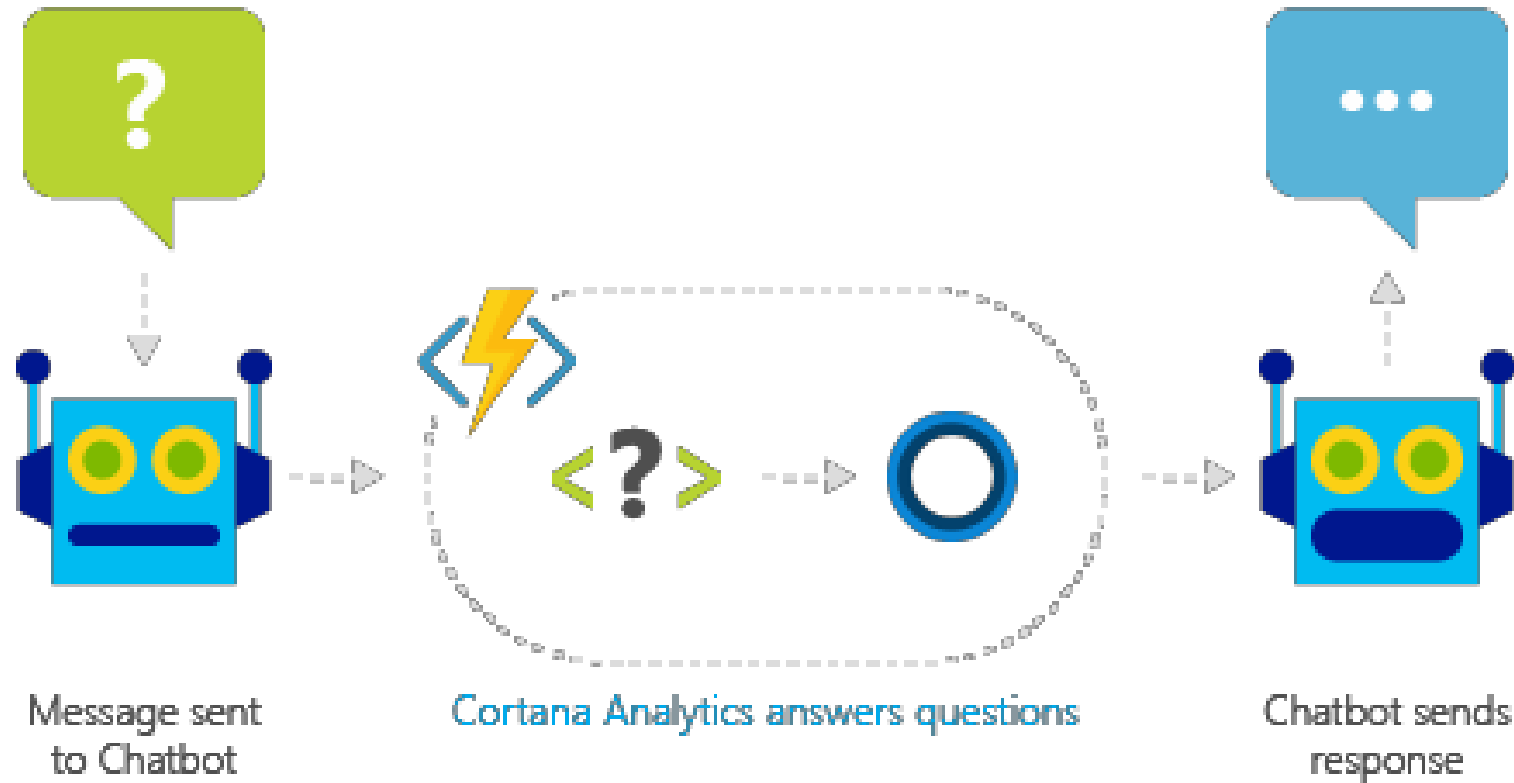 ?
...
<?>
Message sent
to Chatbot
Cortana Analytics answers questions
Chatbot sends
response